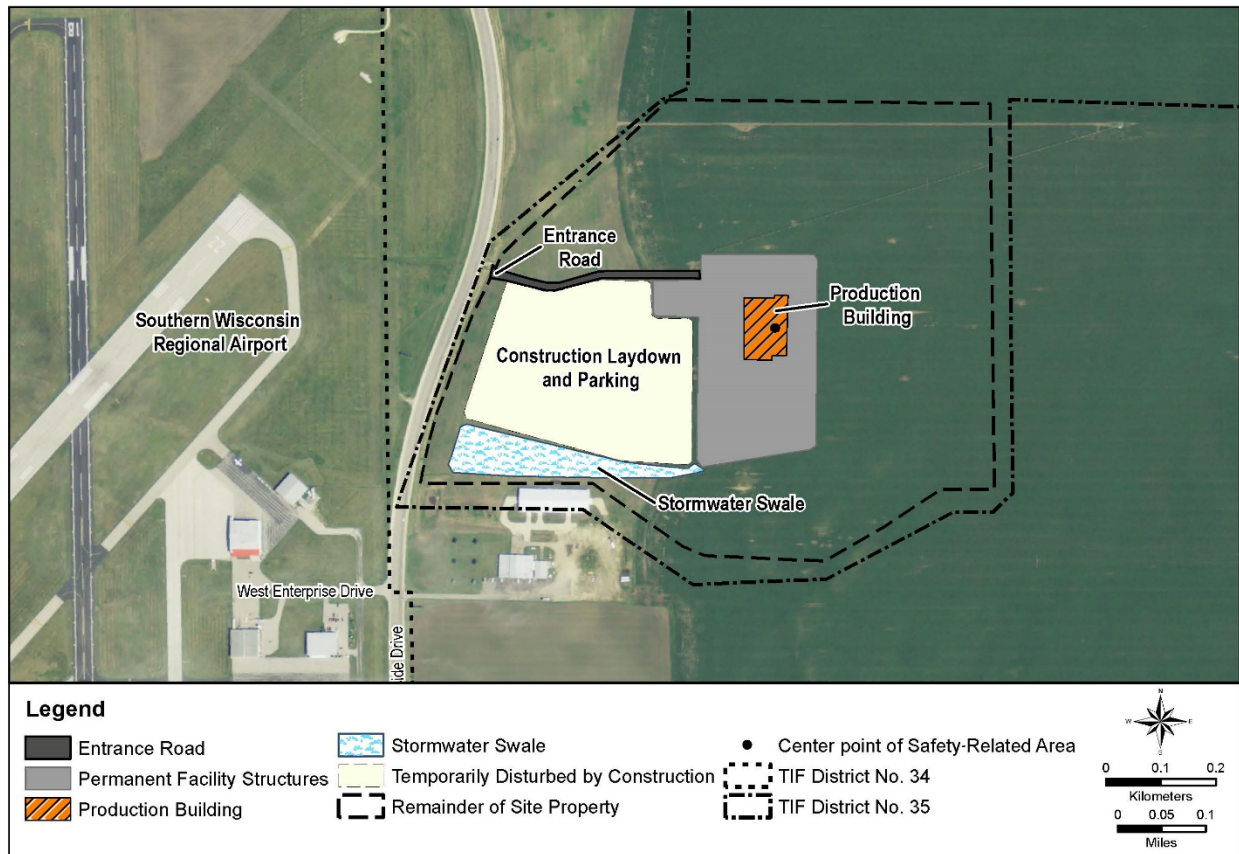 Entrance
Road
Southern Wisconsin
Regional Airport
Production
Building
Construction Laydown
and Parking
Stormwater Swale
West Enterprise Drive
ide Drive
Legend
Entrance Road
Permanent Facility Structures
Production Building
Stormwater Swale
Temporarily Disturbed by Construction
Remainder of Site Property
Center point of Safety-Related Area
TIF District No. 34
TIF District No. 35
N
W E
S
0 0.1 0.2
Kilometers
0 0.05 0.1
Miles